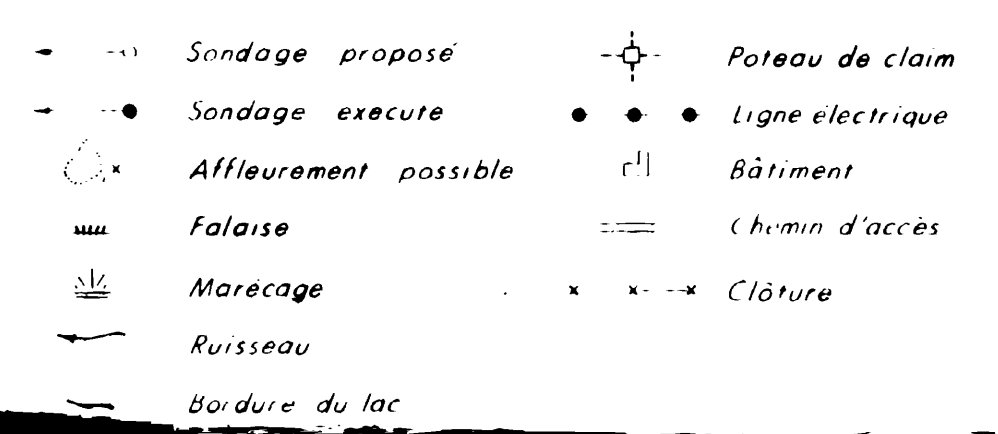 Sondage proposé
Sondage execute
Affleurement possible
Falaise
Marécage
Ruisseau
Bordure du lac
Poteau de claim
Ligne électrique
Bâtiment
Chemin d'accès
Clôture